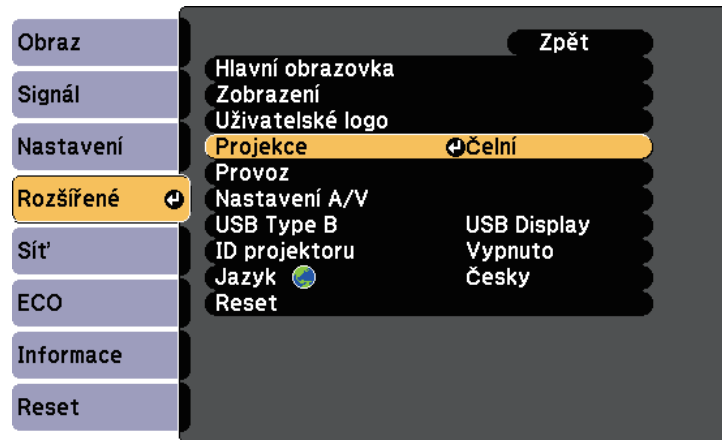 Obraz
Signál
Nastavení
Rozšířené
Síť
ECO
Informace
Reset
Zpět
Hlavní obrazovka
Zobrazení
Uživatelské logo
Projekce Čelní
Provoz
Nastavení A/V
USB Type B USB Display
ID projektoru Vypnuto
Jazyk Česky
Reset